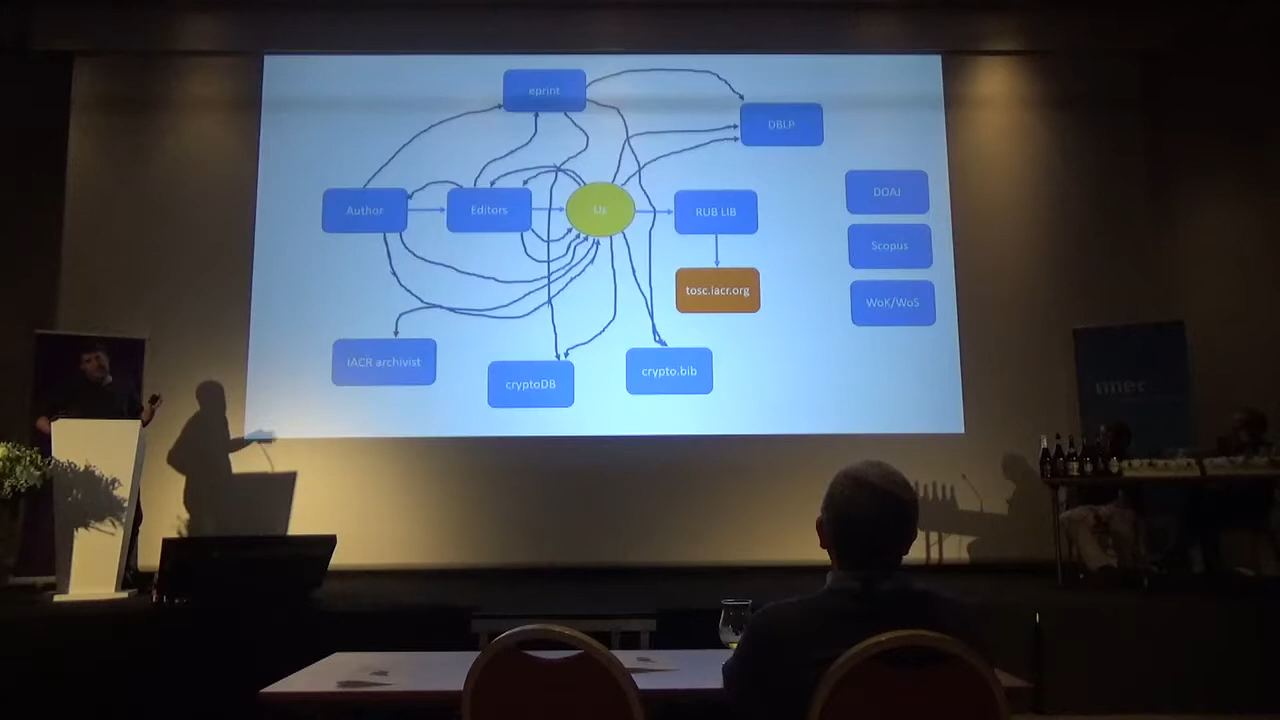 eprint
DBLP
DOAJ
Author
Editors
Us
RUB LIB
Scopus
tosc.iacr.org
WoK/WoS
IACR archivist
cryptoDB
crypto.bib
imec